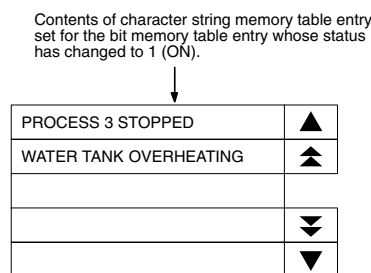 Contents of character string memory table entry
set for the bit memory table entry whose status
has changed to 1 (ON).
PROCESS 3 STOPPED
WATER TANK OVERHEATING